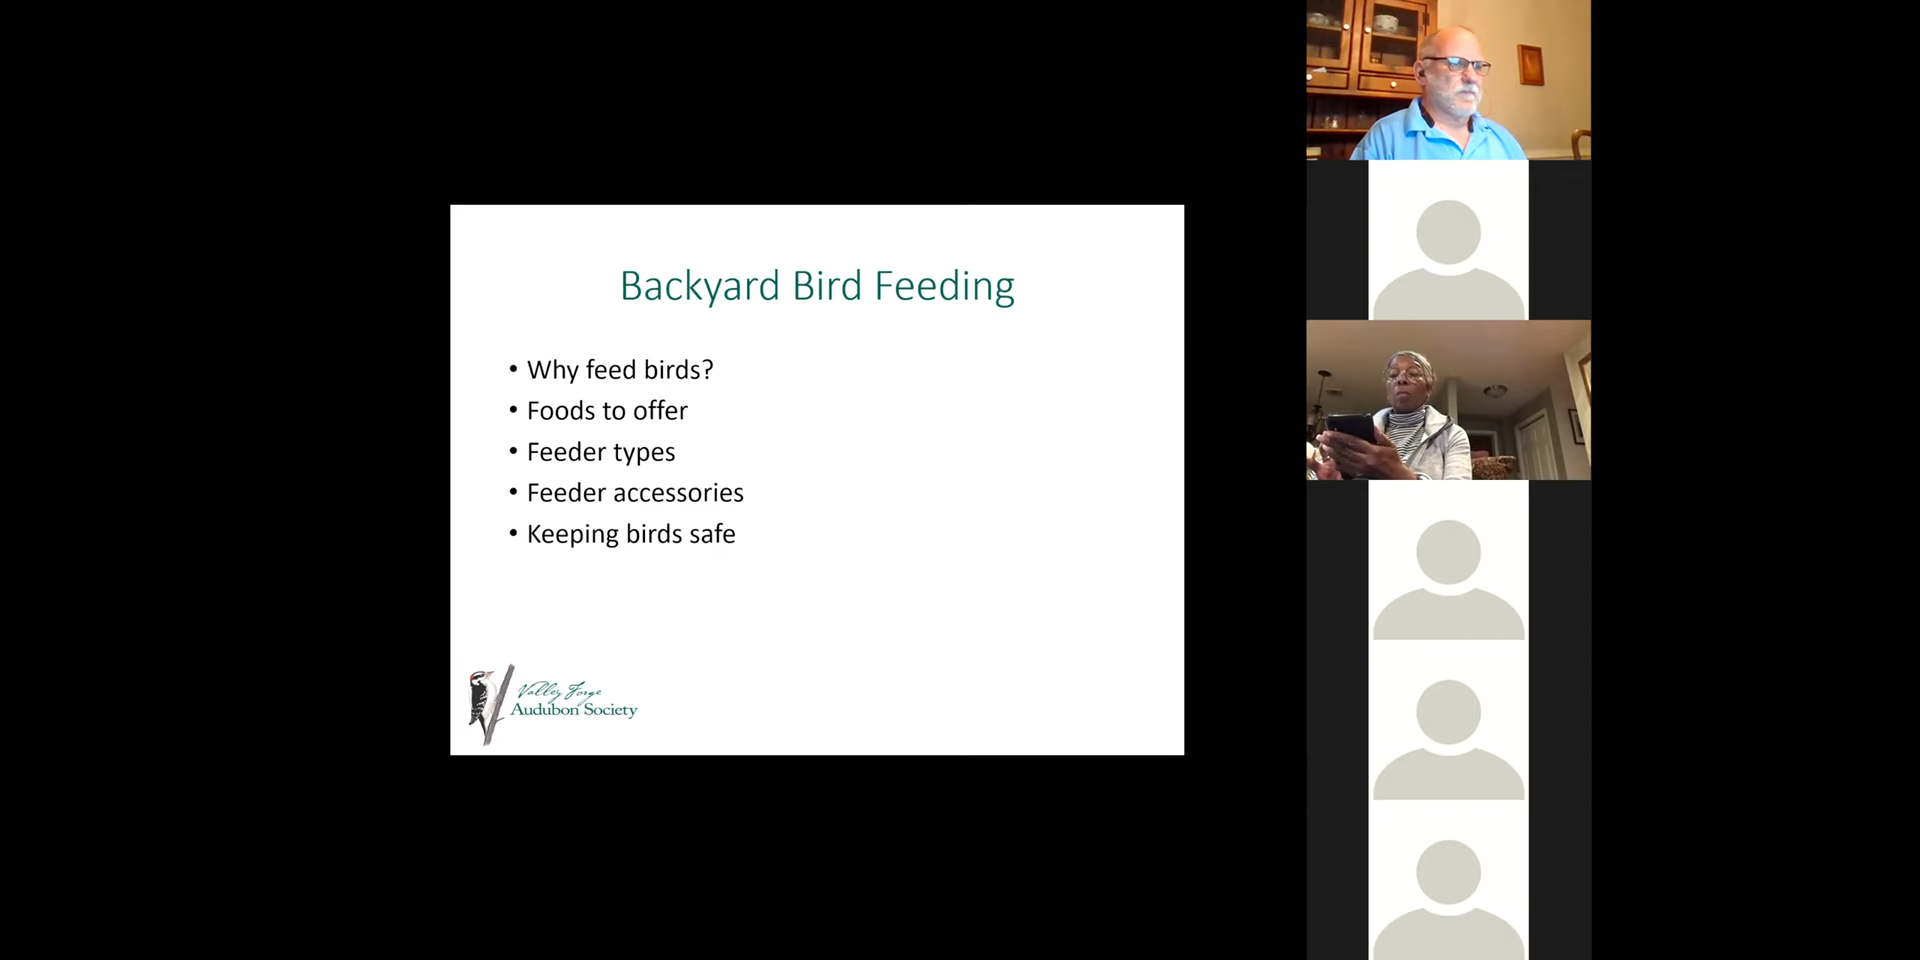 Backyard Bird Feeding
• Why feed birds?
• Foods to offer
• Feeder types
• Feeder accessories
• Keeping birds safe
Valley Forge
Audubon Society